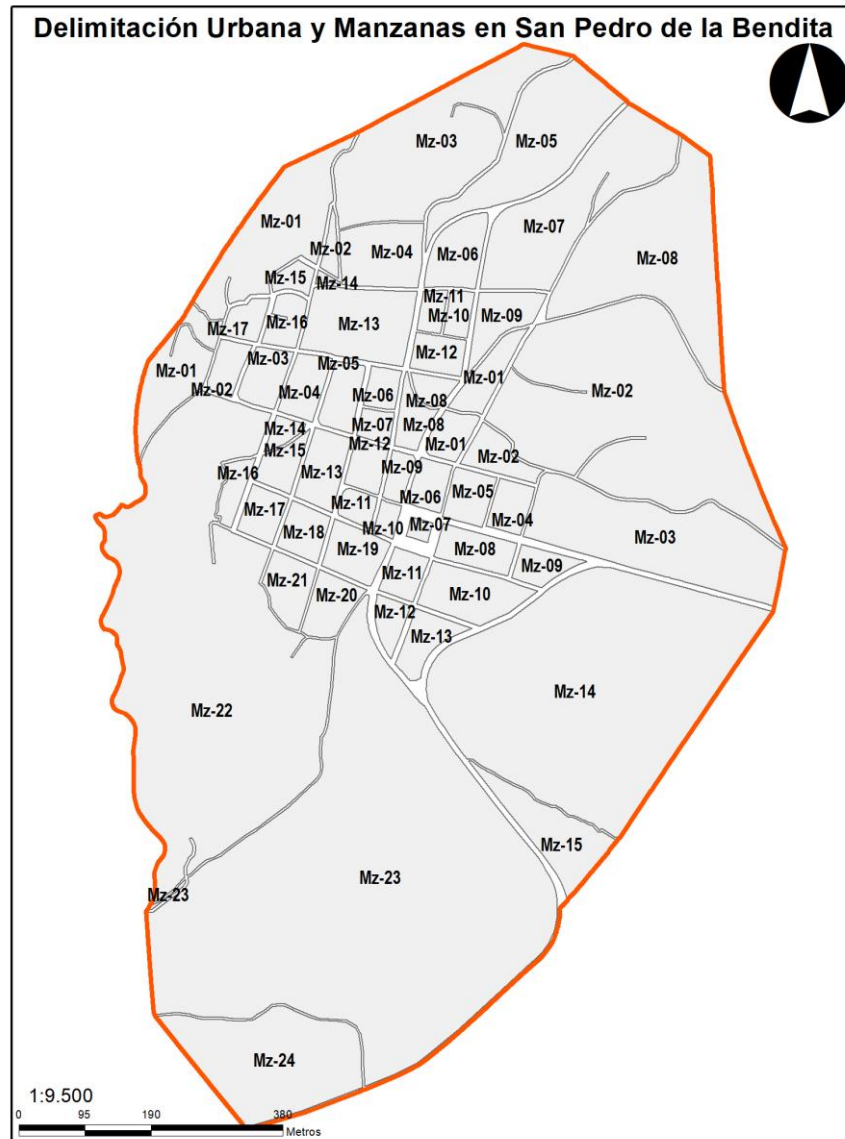 Delimitación Urbana y Manzanas en San Pedro de la Bendita
Mz-03
Mz-05
Mz-01
Mz-07
Mz-02
Mz-04
Mz-06
Mz-08
Mz-15
Mz-14
Mz-11
Mz-16
Mz-13
Mz-10
Mz-09
Mz-17
Mz-12
Mz-03
Mz-05
Mz-01
Mz-01
Mz-02
Mz-04
Mz-06
Mz-08
Mz-02
Mz-14
Mz-07
Mz-08
Mz-15
Mz-12
Mz-01
Mz-02
Mz-16
Mz-13
Mz-09
Mz-17
Mz-11
Mz-06
Mz-05
Mz-18
Mz-10
Mz-07
Mz-04
Mz-03
Mz-19
Mz-08
Mz-21
Mz-11
Mz-09
Mz-20
Mz-10
Mz-12
Mz-13
Mz-22
Mz-14
Mz-15
Mz-23
Mz-23
Mz-24
1:9.500
0 95 190 380
Metros